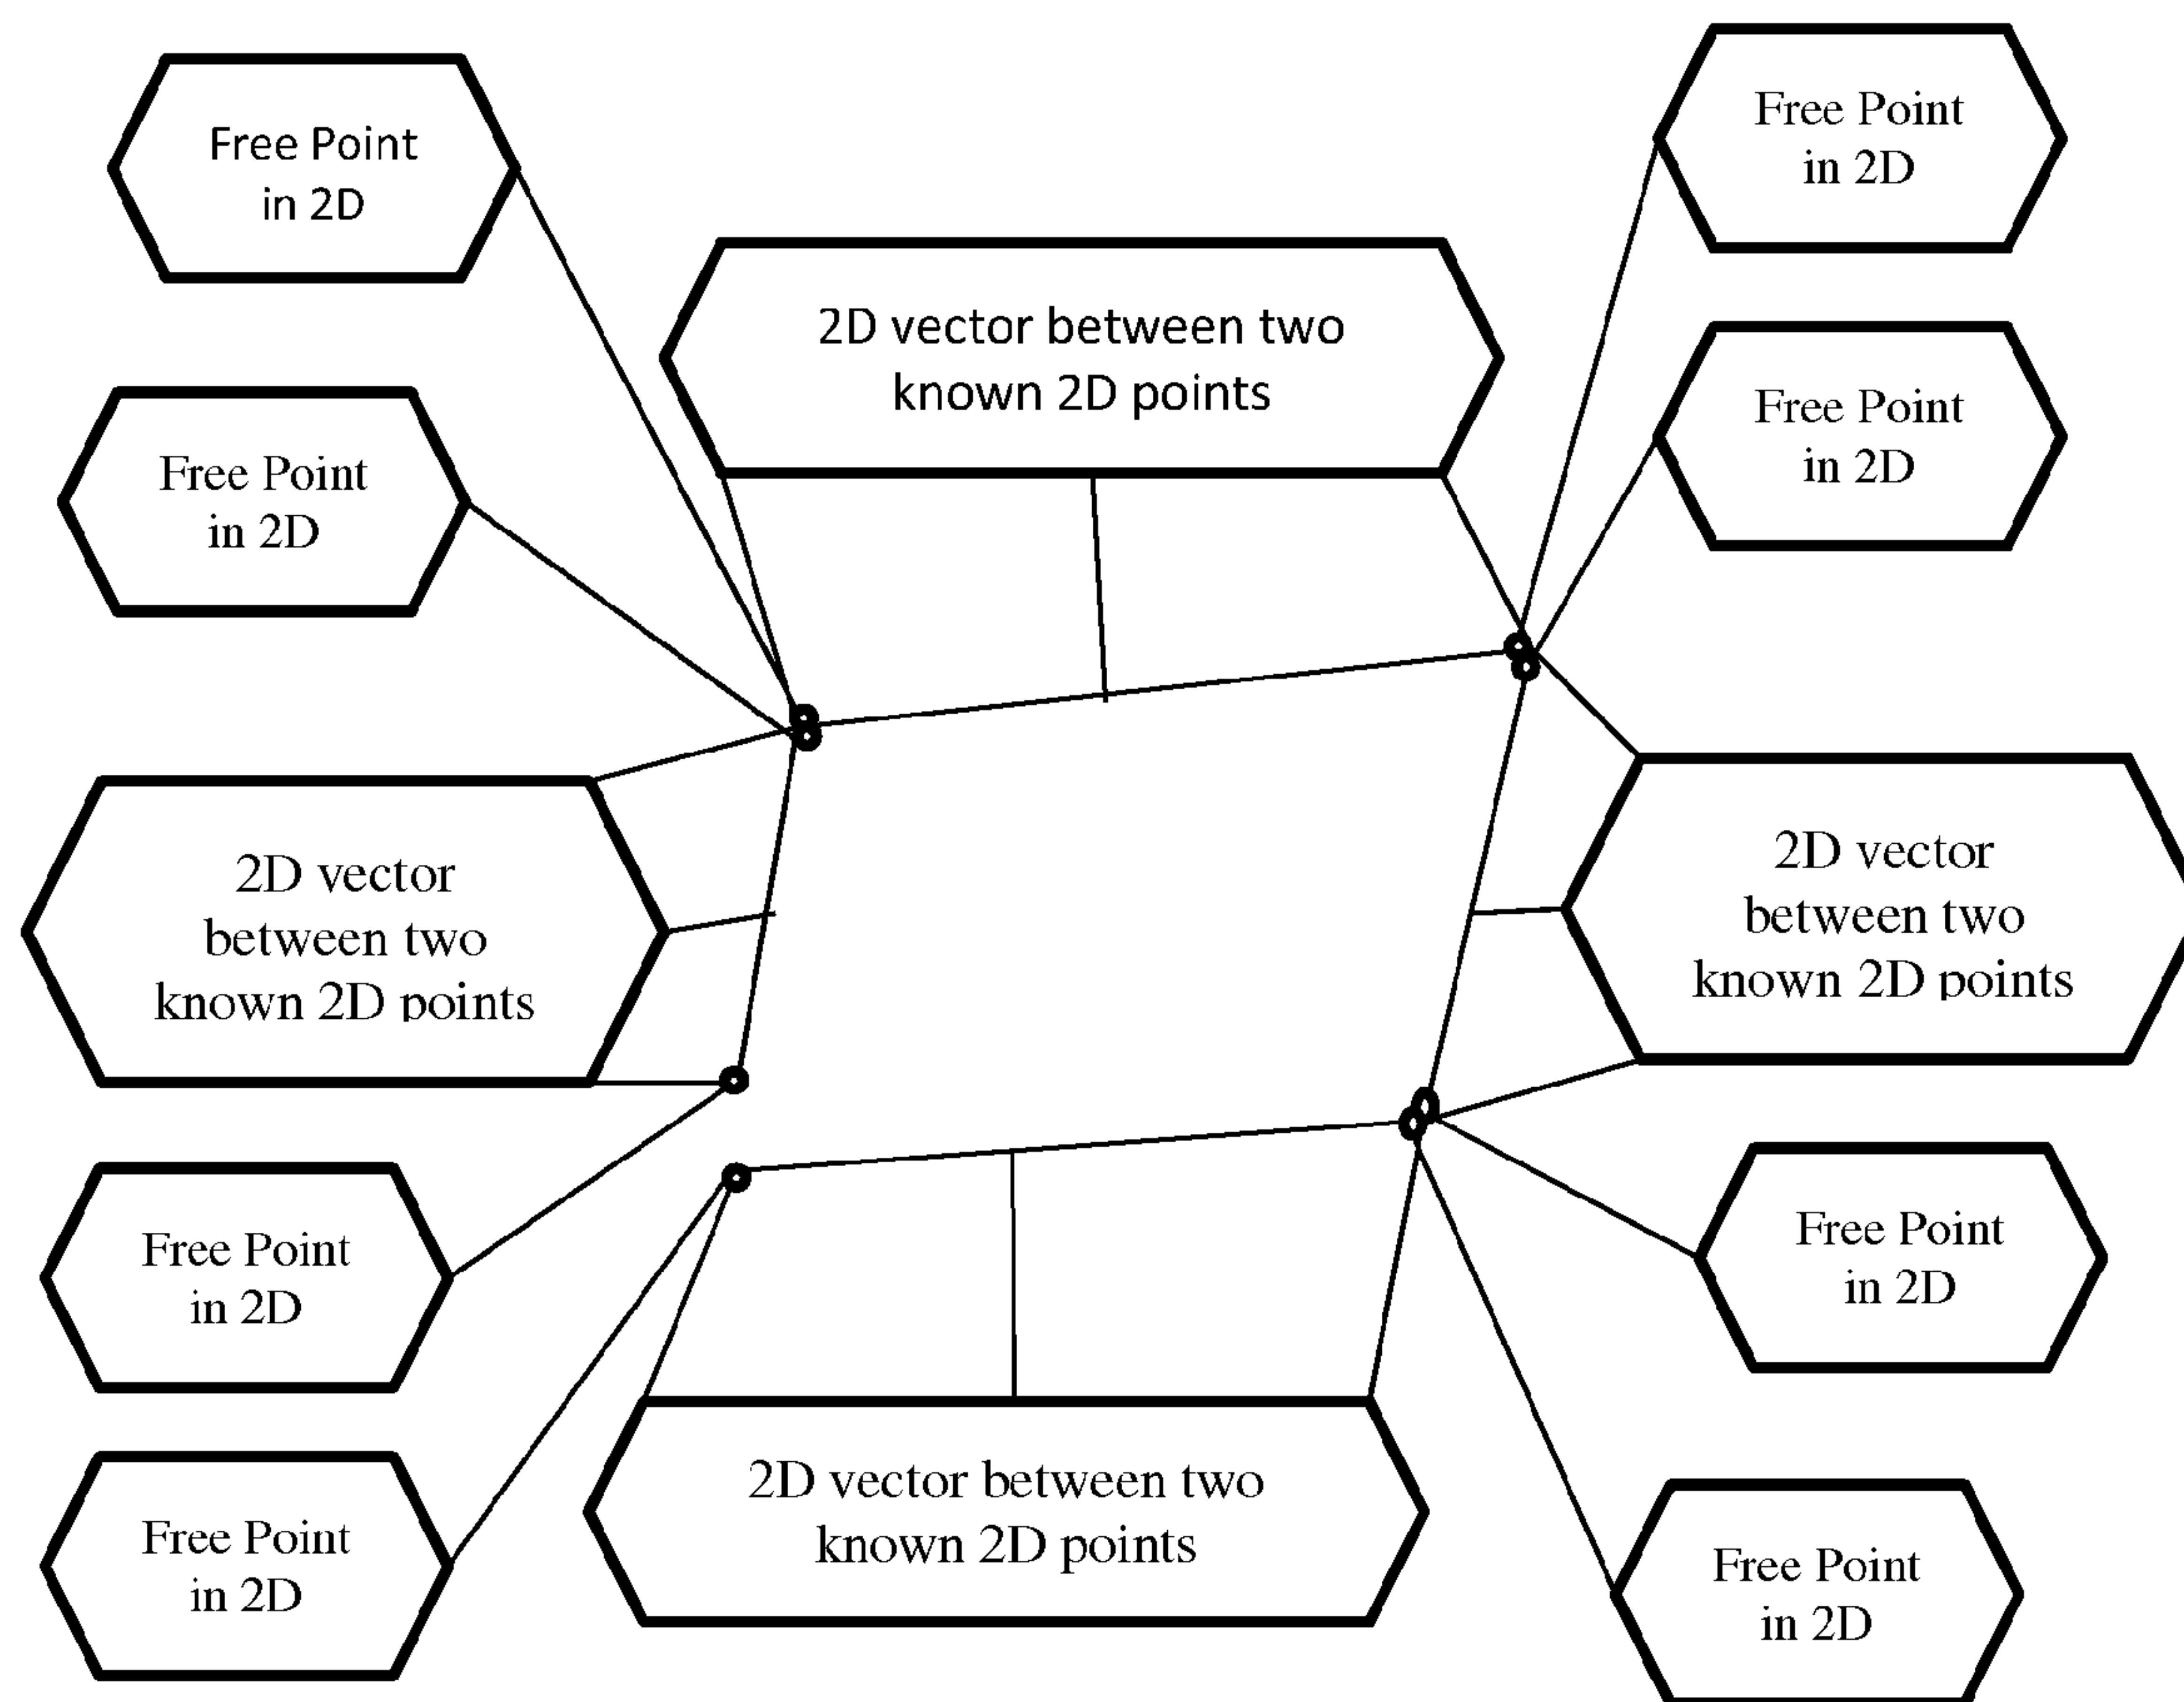 Free Point
in 2D
Free Point
in 2D
2D vector between two
known 2D points
Free Point
in 2D
Free Point
in 2D
2D vector
between two
known 2D points
2D vector
between two
known 2D points
Free Point
in 2D
Free Point
in 2D
2D vector between two
known 2D points
Free Point
in 2D
Free Point
in 2D